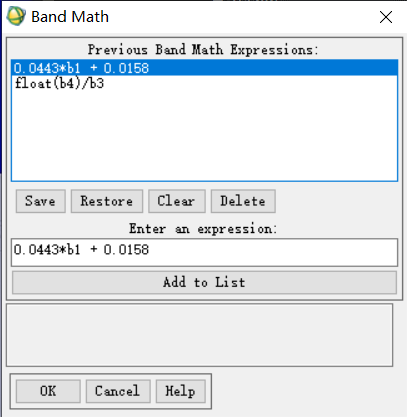 Band Math
Previous Band Math Expressions:
0.0443*b1 + 0.0158
float(b4)/b3
Save Restore Clear Delete
Enter an expression:
0.0443*b1 + 0.0158
Add to List
OK Cancel Help